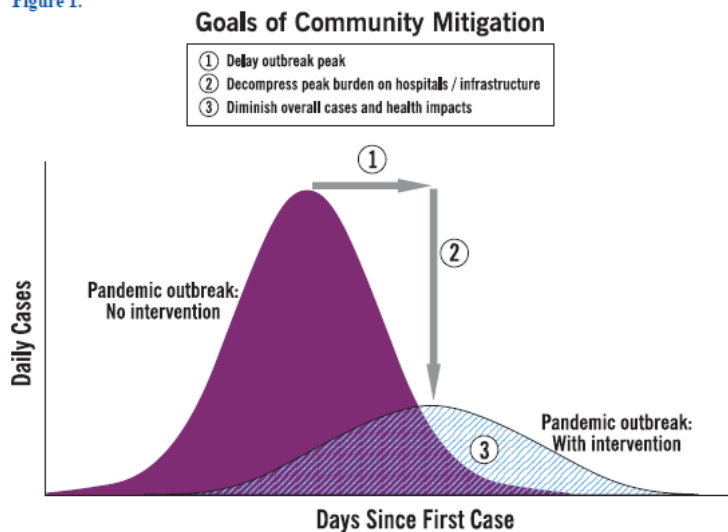 Figure 1.
Goals of Community Mitigation
① Delay outbreak peak
② Decompress peak burden on hospitals / infrastructure
③ Diminish overall cases and health impacts
①
②
Pandemic outbreak:
No intervention
Daily Cases
Pandemic outbreak:
With intervention
③
Days Since First Case